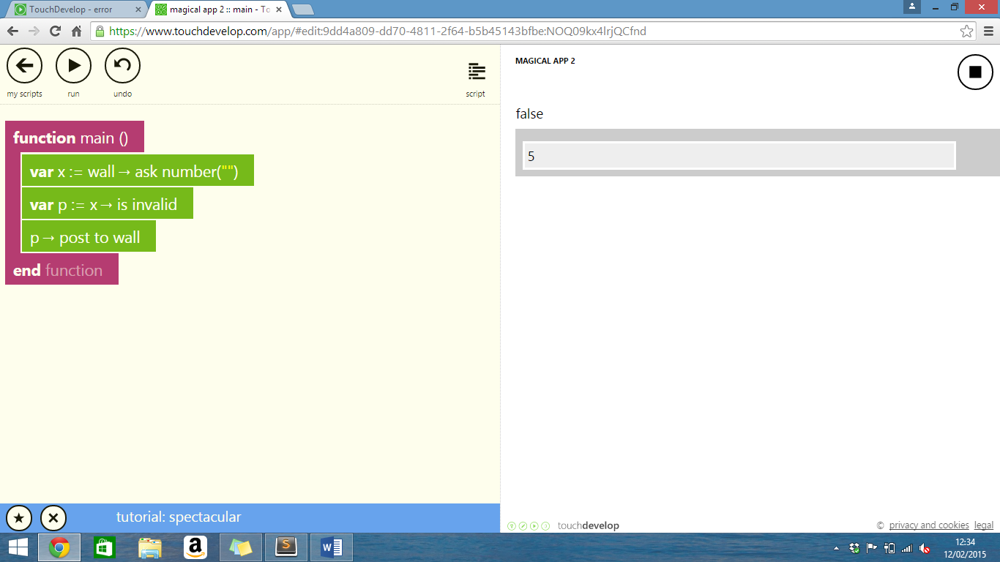 TouchDevelop - error
magical app 2 :: main - To
https://www.touchdevelop.com/app/#edit:9dd4a809-dd70-4811-2f64-b5b45143bfbe:NOQ09kx4lrjQCfnd
my scripts
run
undo
script
function main ()
var x := wall → ask number("")
var p := x → is invalid
p → post to wall
end function
tutorial: spectacular
MAGICAL APP 2
false
5
touchdevelop
© privacy and cookies legal
12:34
12/02/2015